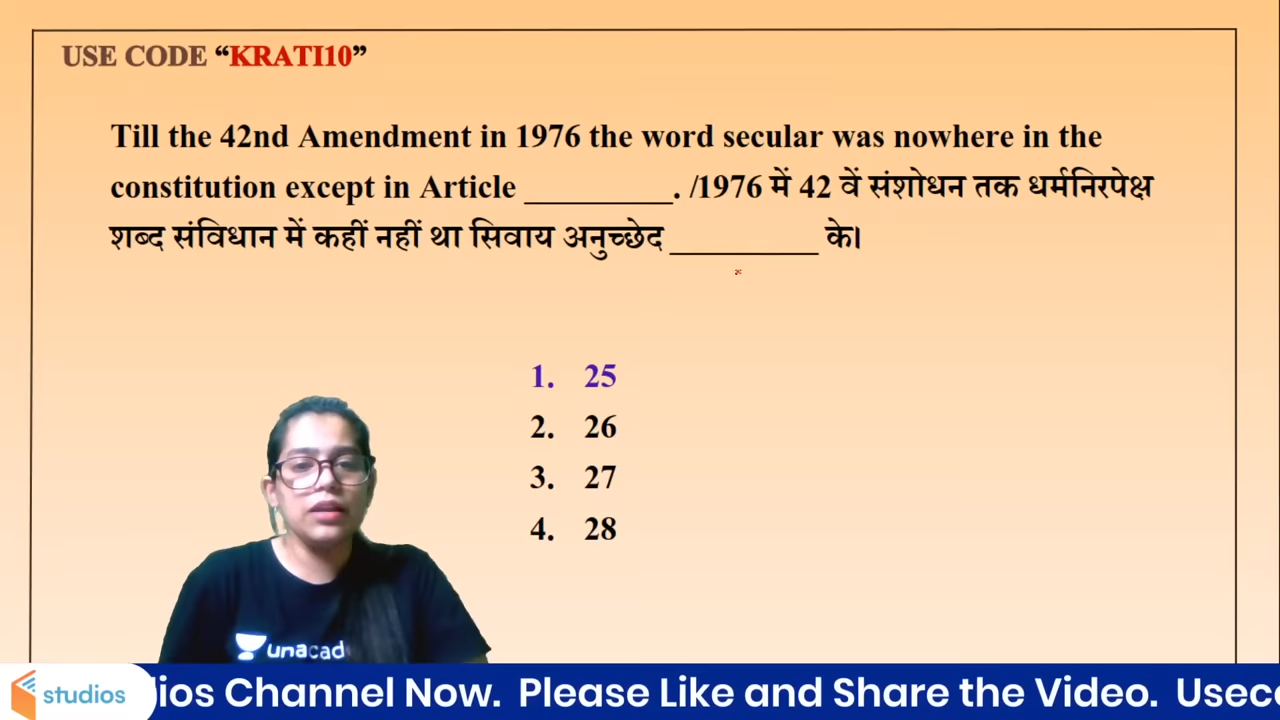 USE CODE “KRATI10”
Till the 42nd Amendment in 1976 the word secular was nowhere in the
constitution except in Article _________. /1976 में 42 वें संशोधन तक धर्मनिरपेक्ष
शब्द संविधान में कहीं नहीं था सिवाय अनुच्छेद _________ के।
1. 25
2. 26
3. 27
4. 28
unacad
studios
ios Channel Now. Please Like and Share the Video. Usec